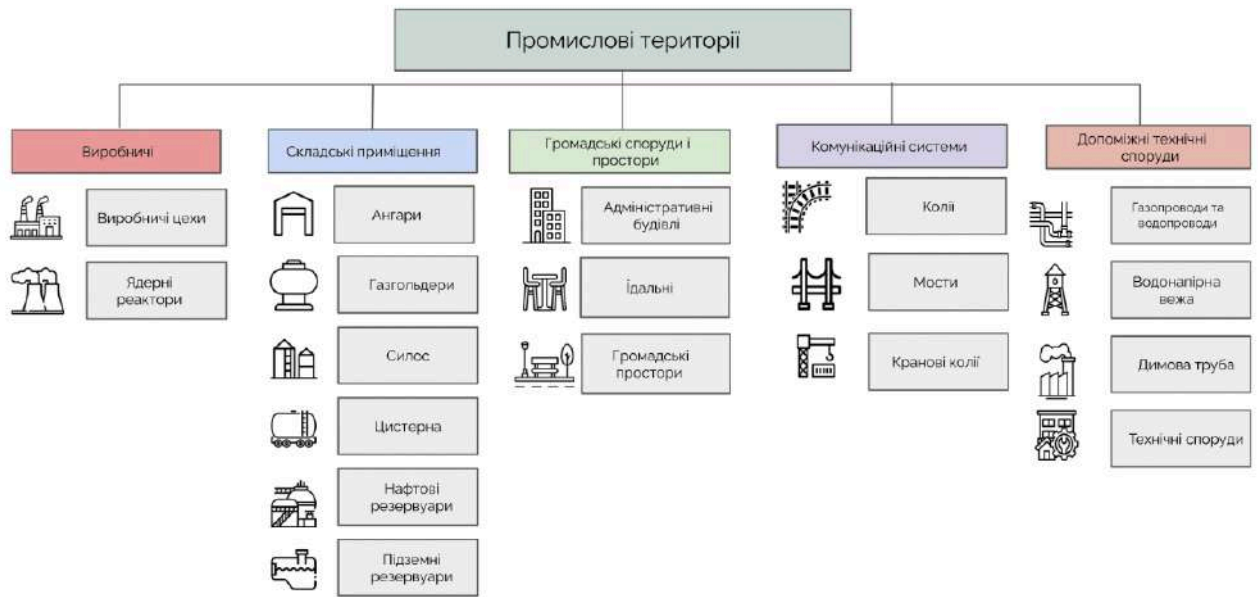 Промислові території
Виробничі
Виробничі цехи
Ядерні
реактори
Складські приміщення
Ангари
Газгольдери
Силос
Цистерна
Нафтові
резервуари
Підземні
резервуари
Громадські споруди і
простори
Адміністративні
будівлі
Їдальні
Громадські
простори
Комунікаційні системи
Колії
Мости
Кранові колії
Допоміжні технічні
споруди
Газопроводи та
водопроводи
Водонапірна
вежа
Димова труба
Технічні споруди